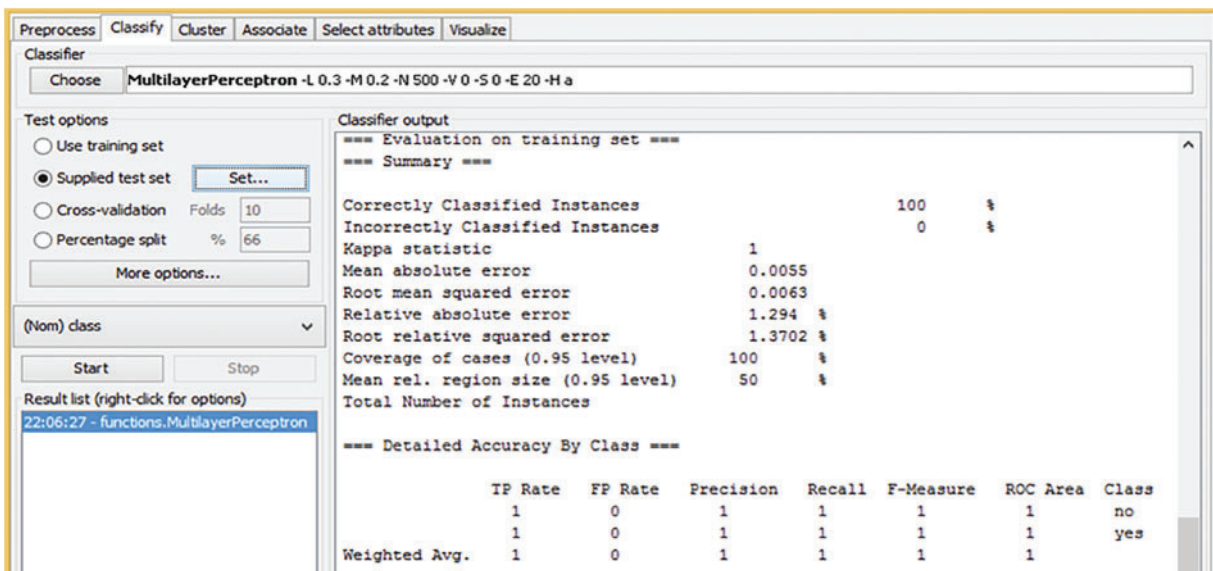 Preprocess Classify Cluster Associate Select attributes Visualize
Classifier
Choose MultilayerPerceptron -L 0.3 -M 0.2 -N 500 -V 0 -S 0 -E 20 -H a
Test options
Use training set
Supplied test set Set...
Cross-validation Folds 10
Percentage split % 66
More options...
(Nom) class
Start Stop
Result list (right-click for options)
22:06:27 - functions.MultilayerPerceptron
Classifier output
=== Evaluation on training set ===
=== Summary ===
Correctly Classified Instances 100 %
Incorrectly Classified Instances 0 %
Kappa statistic 1
Mean absolute error 0.0055
Root mean squared error 0.0063
Relative absolute error 1.294 %
Root relative squared error 1.3702 %
Coverage of cases (0.95 level) 100 %
Mean rel. region size (0.95 level) 50 %
Total Number of Instances
=== Detailed Accuracy By Class ===
TP Rate FP Rate Precision Recall F-Measure ROC Area Class
1 0 1 1 1 1 no
1 0 1 1 1 1 yes
Weighted Avg. 1 0 1 1 1 1